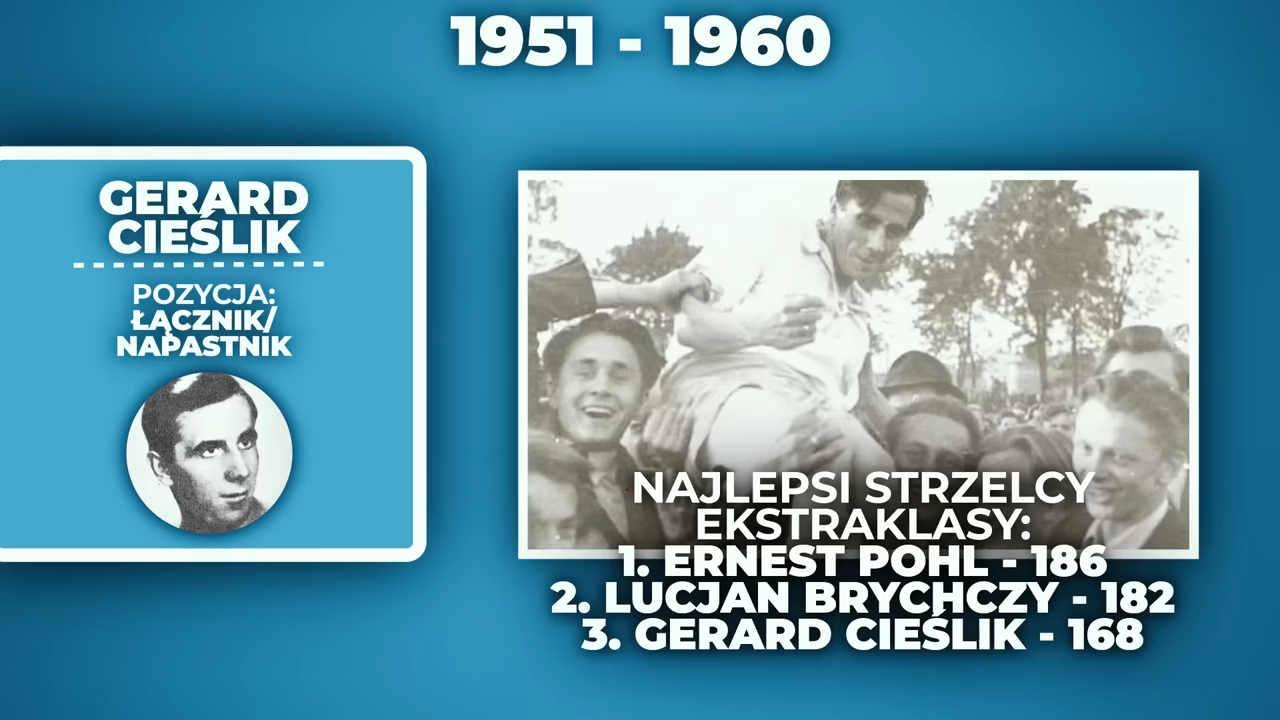 1951 - 1960
GERARD
CIEŚLIK
POZYCJA:
ŁĄCZNIK/
NAPASTNIK
NAJLEPSI STRZELCY
EKSTRAKLASY:
1. ERNEST POHL - 186
2. LUCJAN BRYCHCZY - 182
3. GERARD CIEŚLIK - 168